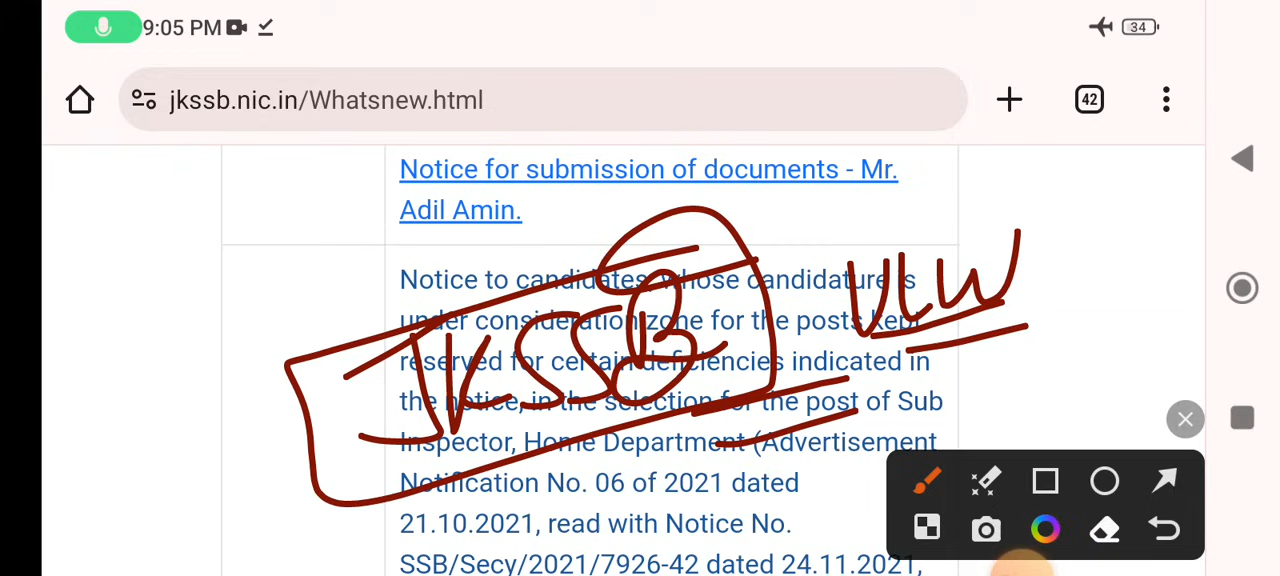 9:05 PM
34
jkssb.nic.in/Whatsnew.html
42
Notice for submission of documents - Mr.
Adil Amin.
Notice to candidates, whose candidature is
under consideration zone for the posts kept
reserved for certain deficiencies indicated in
the notice, in the selection for the post of Sub
Inspector, Home Department (Advertisement
Notification No. 06 of 2021 dated
21.10.2021, read with Notice No.
SSB/Secy/2021/7926-42 dated 24.11.2021,
JKSSB
VLW